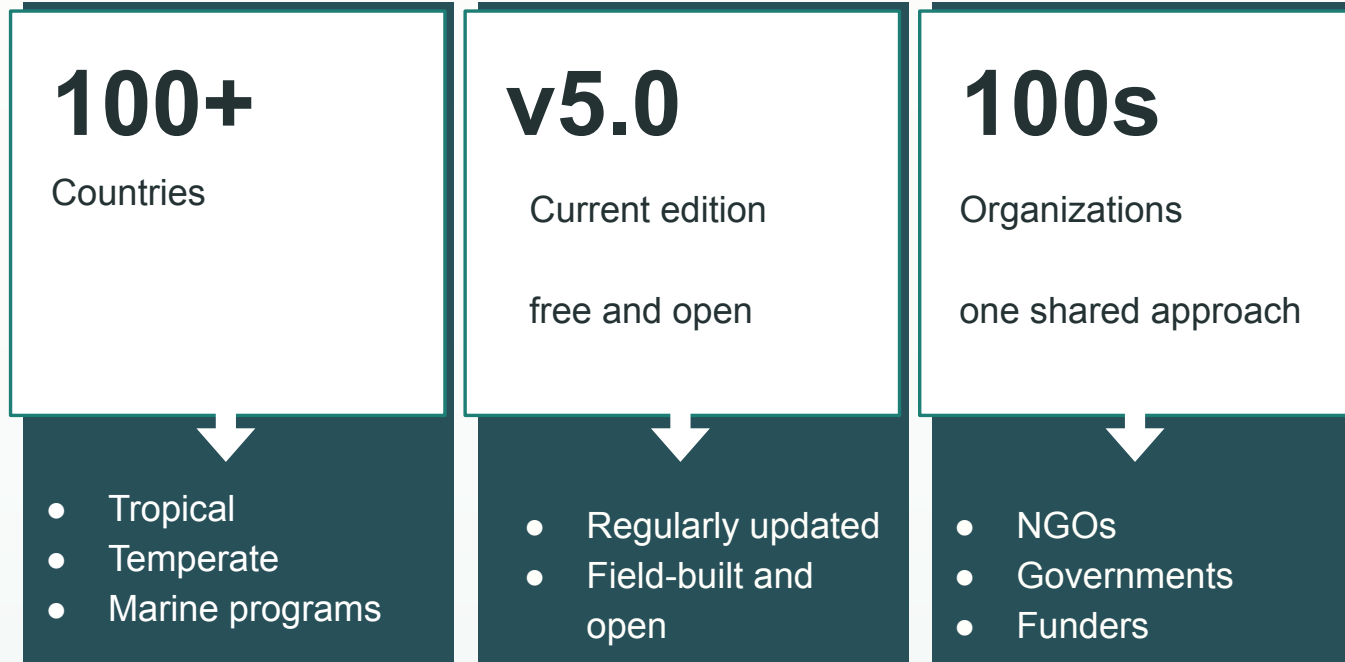 100+
Countries
● Tropical
● Temperate
● Marine programs
v5.0
Current edition
free and open
● Regularly updated
● Field-built and
open
100s
Organizations
one shared approach
● NGOs
● Governments
● Funders